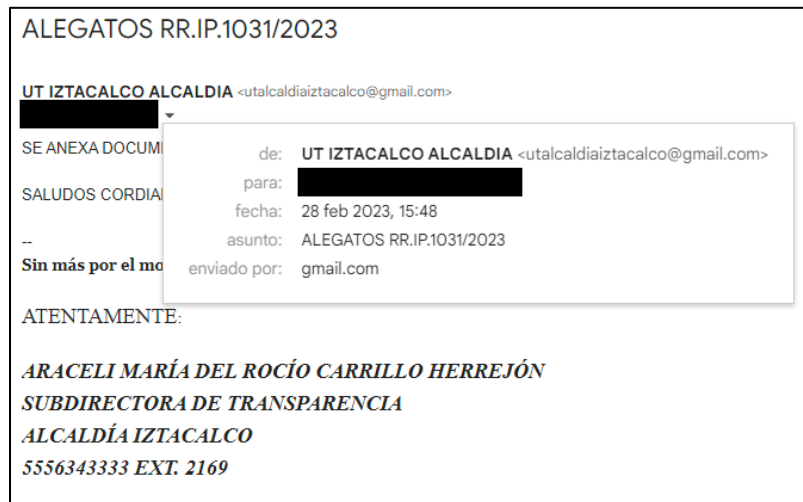 ALEGATOS RR.IP.1031/2023
UT IZTACALCO ALCALDIA <utalcaldiaiztacalco@gmail.com>
SE ANEXA DOCUM
de: UT IZTACALCO ALCALDIA <utalcaldiaiztacalco@gmail.com>
para:
SALUDOS CORDIA
fecha: 28 feb 2023, 15:48
--
asunto: ALEGATOS RR.IP.1031/2023
Sin más por el mo
enviado por: gmail.com
ATENTAMENTE:
ARACELI MARÍA DEL ROCÍO CARRILLO HERREJÓN
SUBDIRECTORA DE TRANSPARENCIA
ALCALDÍA IZTACALCO
5556343333 EXT. 2169